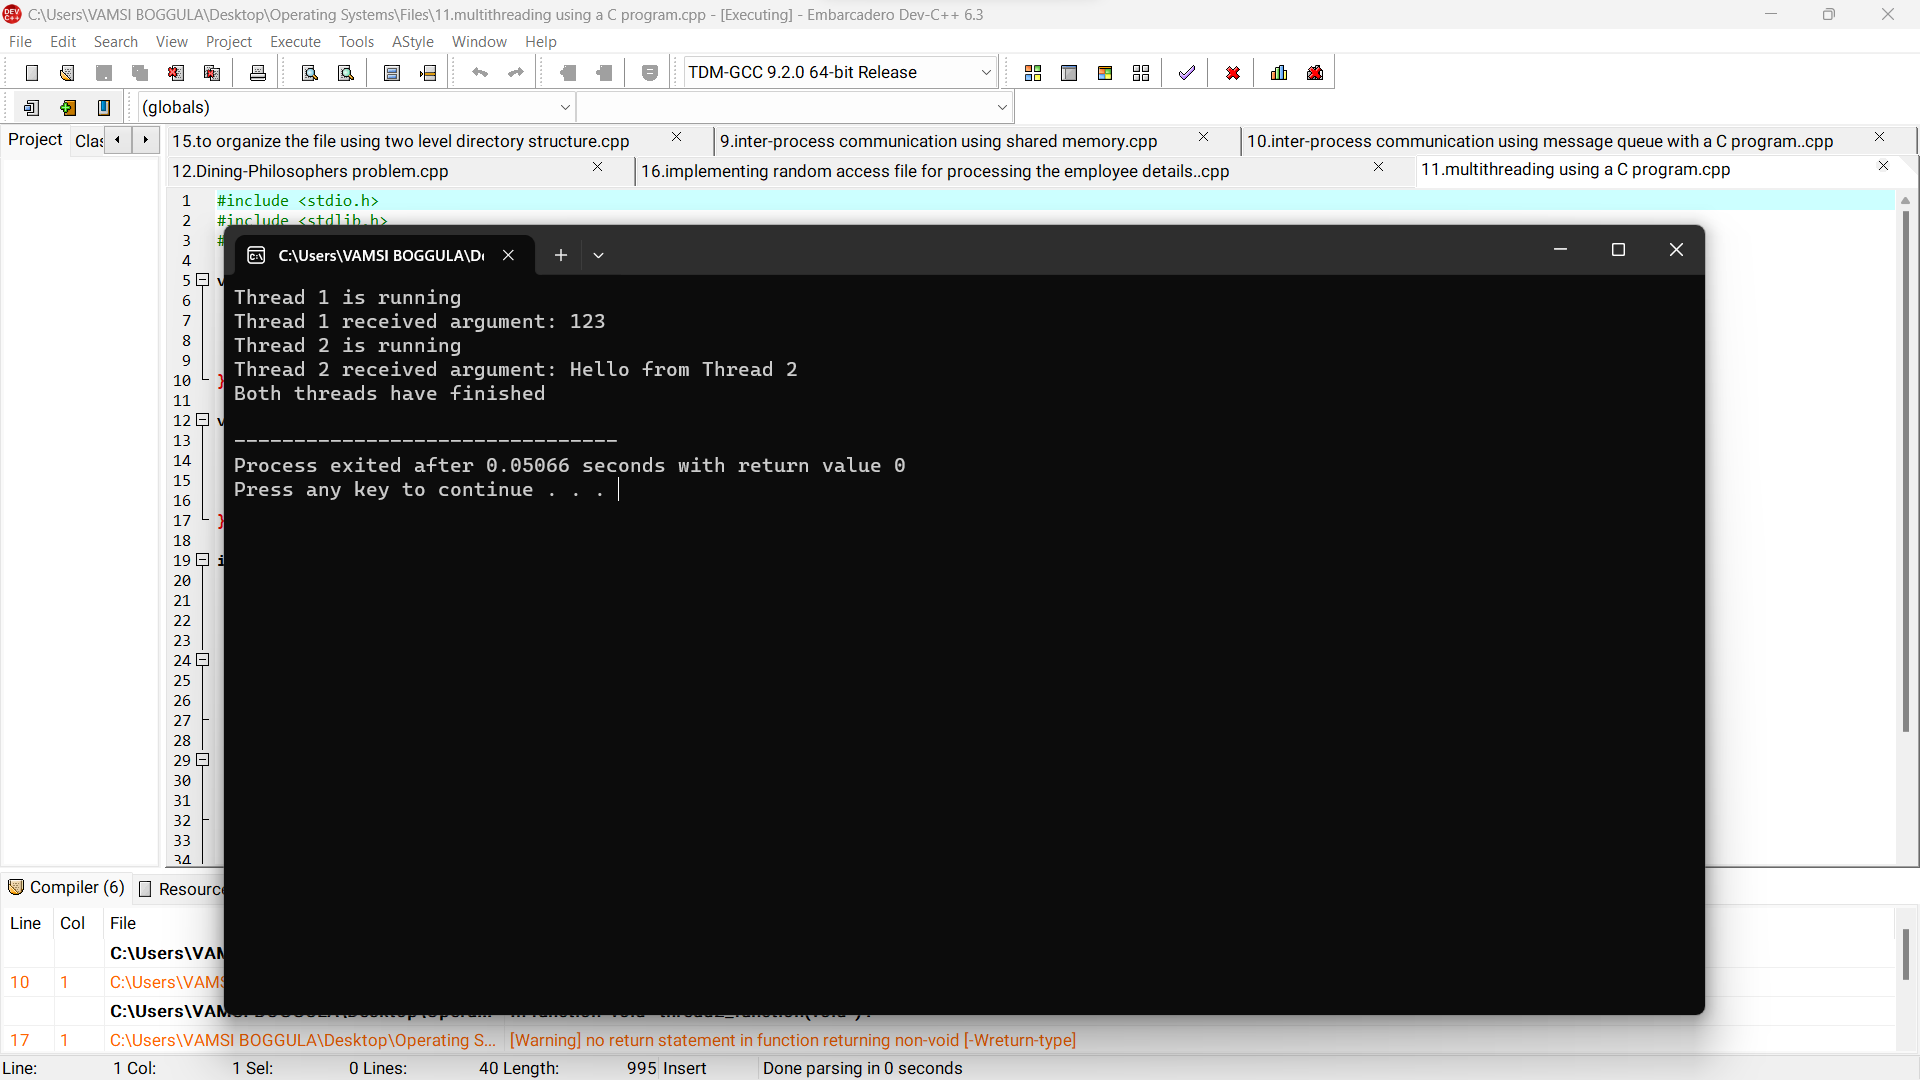 C:\Users\VAMSI BOGGULA\Desktop\Operating Systems\Files\11.multithreading using a C program.cpp - [Executing] - Embarcadero Dev-C++ 6.3
File Edit Search View Project Execute Tools AStyle Window Help
TDM-GCC 9.2.0 64-bit Release
(globals)
Project Clas
15.to organize the file using two level directory structure.cpp 9.inter-process communication using shared memory.cpp 10.inter-process communication using message queue with a C program..cpp
12.Dining-Philosophers problem.cpp 16.implementing random access file for processing the employee details..cpp 11.multithreading using a C program.cpp
1 #include <stdio.h>
2 #include <stdlib.h>
3 #
4
5 v
6
7
8
9
10 }
11
12 v
13
14
15
16
17 }
18
19 i
20
21
22
23
24
25
26
27
28
29
30
31
32
33
34
C:\Users\VAMSI BOGGULA\De
Thread 1 is running
Thread 1 received argument: 123
Thread 2 is running
Thread 2 received argument: Hello from Thread 2
Both threads have finished
--------------------------------
Process exited after 0.05066 seconds with return value 0
Press any key to continue . . .
Compiler (6) Resource
Line Col File
C:\Users\VAM
10 1 C:\Users\VAMS
C:\Users\VAM
17 1 C:\Users\VAMSI BOGGULA\Desktop\Operating S... [Warning] no return statement in function returning non-void [-Wreturn-type]
Line: 1 Col: 1 Sel: 0 Lines: 40 Length: 995 Insert Done parsing in 0 seconds